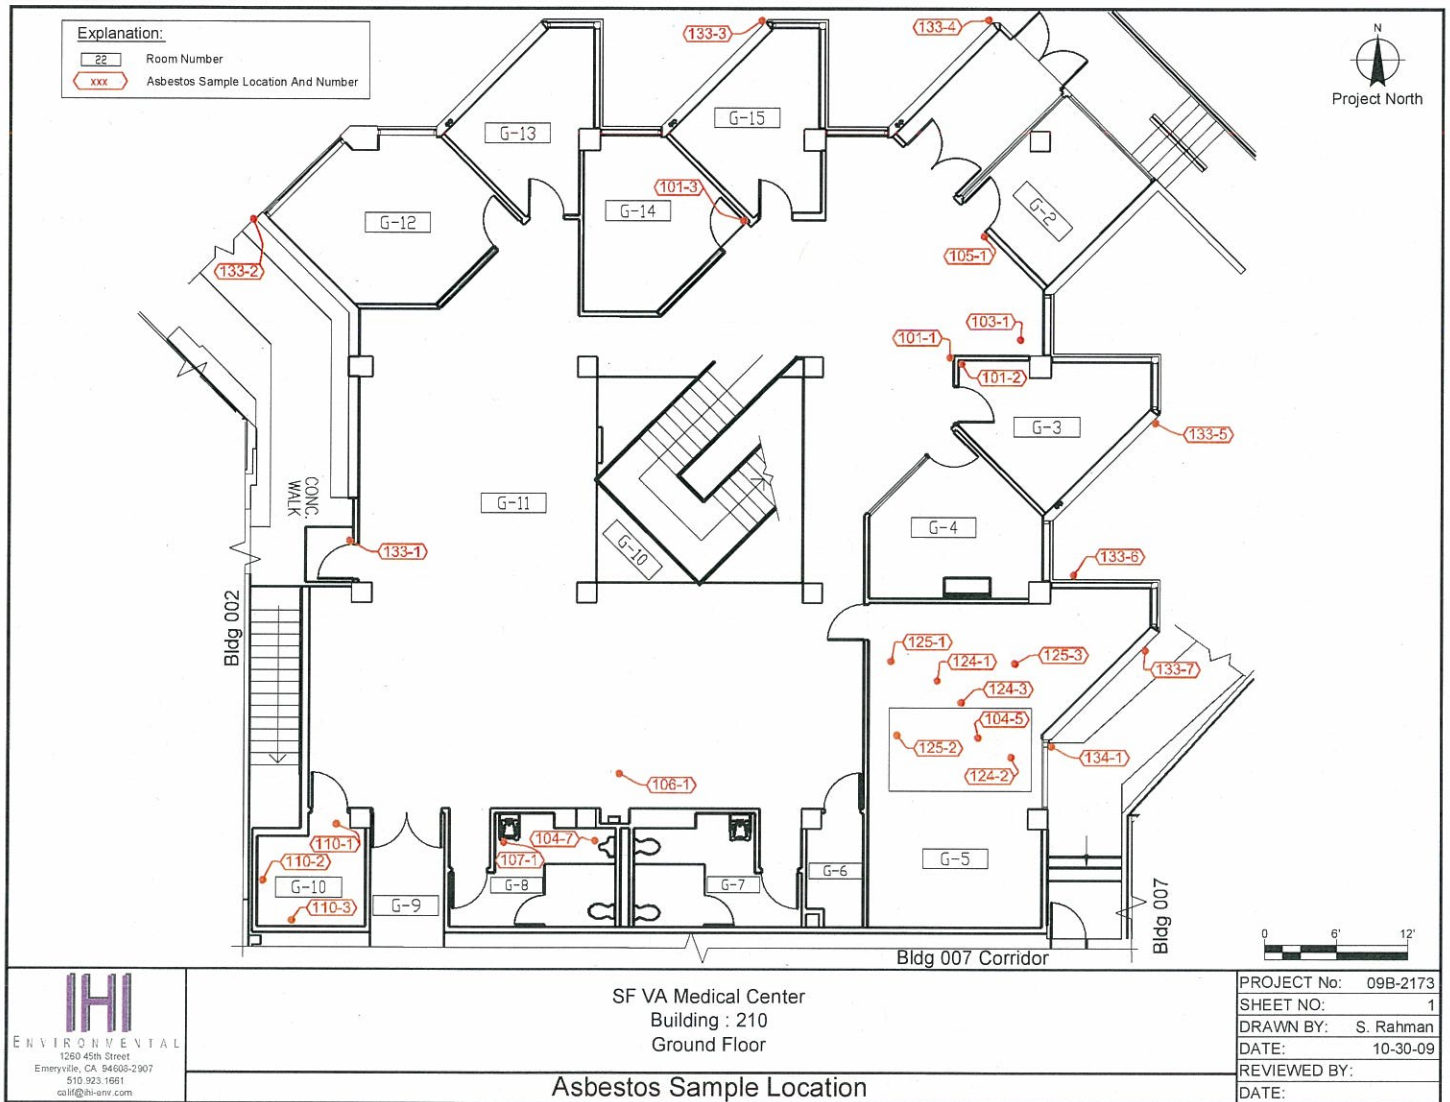 Explanation:
22 Room Number
XXX Asbestos Sample Location And Number
133-3
133-4
N
Project North
G-13
G-15
101-3
G-12
G-14
G-2
133-2
105-1
103-1
101-1
101-2
G-3
133-5
CONC.
WALK
G-11
G-10
G-4
133-1
133-6
Bldg 002
125-1
124-1
125-3
133-7
124-3
104-5
125-2
124-2
134-1
106-1
110-1
107-1
104-7
110-2
G-10
110-3
G-9
G-8
G-7
G-6
G-5
Bldg 007
Bldg 007 Corridor
0 6' 12'
IHI
ENVIRONMENTAL
1260 45th Street
Emeryville, CA 94608-2907
510.923.1661
calif@ihi-env.com
SF VA Medical Center
Building : 210
Ground Floor
Asbestos Sample Location
PROJECT No: 09B-2173
SHEET NO: 1
DRAWN BY: S. Rahman
DATE: 10-30-09
REVIEWED BY:
DATE: